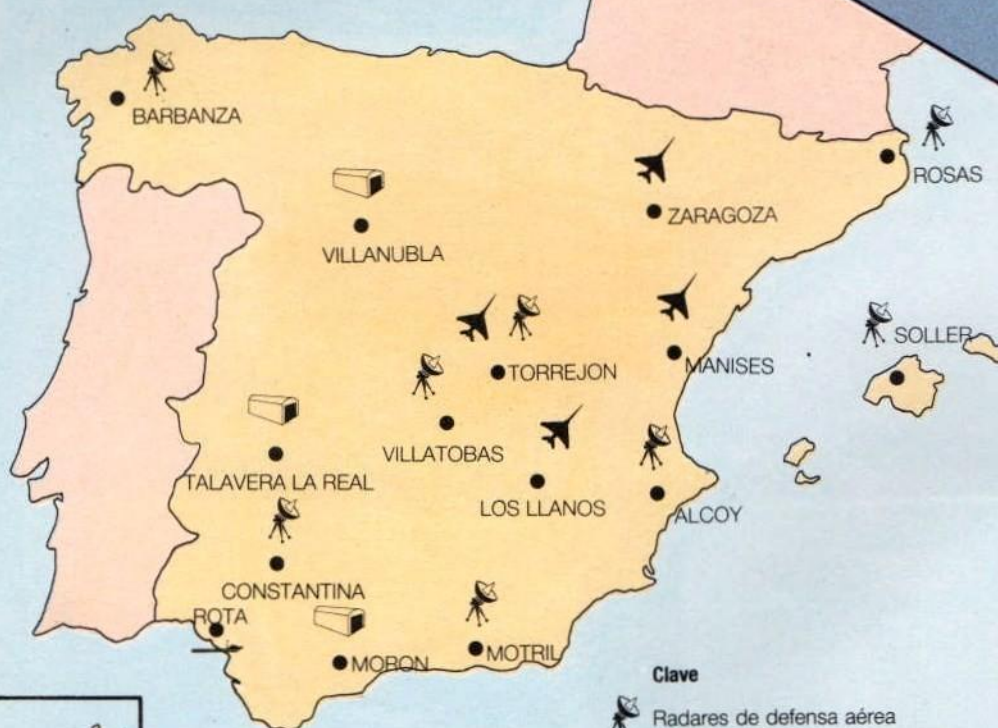 BARBANZA
ROSAS
ZARAGOZA
VILLANUBLA
SOLLER
MANISES
TORREJON
VILLATOBAS
TALAVERA LA REAL
LOS LLANOS
ALCOY
CONSTANTINA
ROTA
MORON
MOTRIL
Clave
Radares de defensa aérea